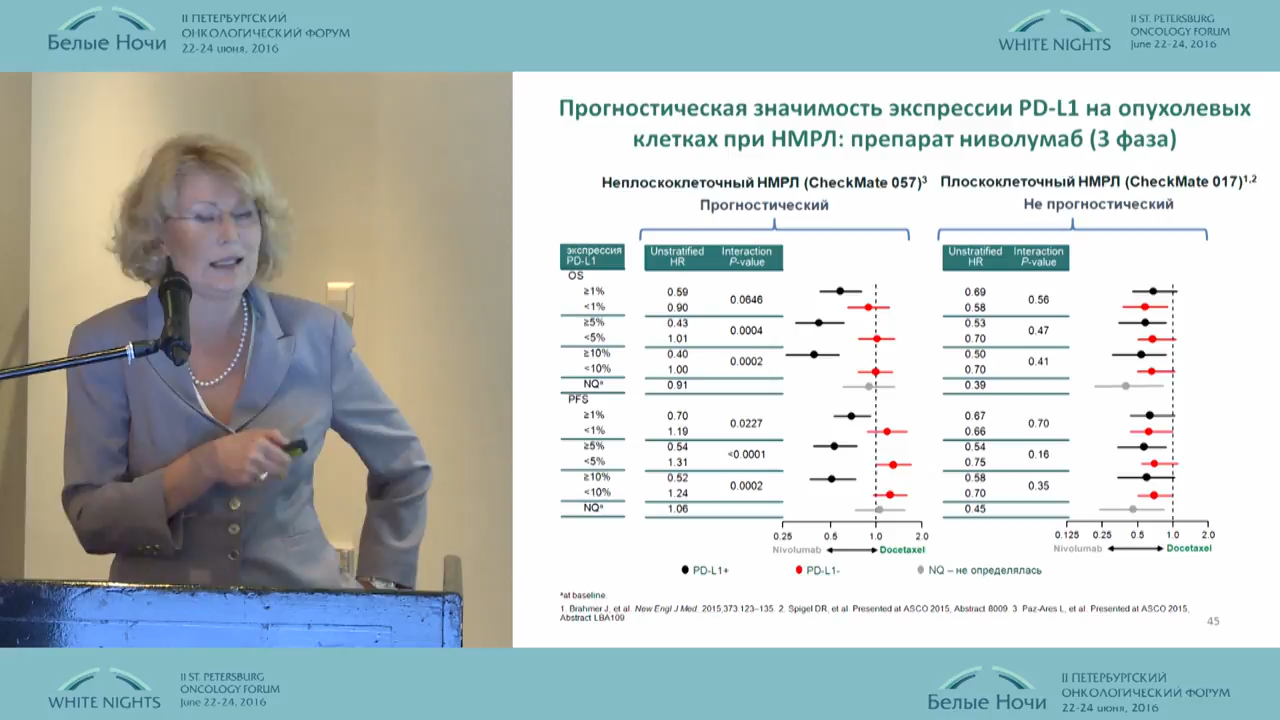 Белые Ночи
II ПЕТЕРБУРГСКИЙ
ОНКОЛОГИЧЕСКИЙ ФОРУМ
22-24 июня, 2016
WHITE NIGHTS
II ST. PETERSBURG
ONCOLOGY FORUM
June 22-24, 2016
Прогностическая значимость экспрессии PD-L1 на опухолевых
клетках при НМРЛ: препарат ниволумаб (3 фаза)
Неплоскоклеточный НМРЛ (CheckMate 057)3
Прогностический
Плоскоклеточный НМРЛ (CheckMate 017)1,2
Не прогностический
экспрессия PD-L1
Unstratified HR
Interaction P-value
Unstratified HR
Interaction P-value
OS
≥1% 0.59 0.0646 0.69 0.56
<1% 0.90 0.58
≥5% 0.43 0.0004 0.53 0.47
<5% 1.01 0.70
≥10% 0.40 0.0002 0.50 0.41
<10% 1.00 0.70
NQa 0.91 0.39
PFS
≥1% 0.70 0.0227 0.67 0.70
<1% 1.19 0.66
≥5% 0.54 <0.0001 0.54 0.16
<5% 1.31 0.75
≥10% 0.52 0.0002 0.58 0.35
<10% 1.24 0.70
NQa 1.06 0.45
0.25 0.5 1.0 2.0
0.125 0.25 0.5 1.0 2.0
Nivolumab Docetaxel
Nivolumab Docetaxel
PD-L1+ PD-L1- NQ – не определялась
aat baseline.
1. Brahmer J, et al. New Engl J Med. 2015;373:123–135. 2. Spigel DR, et al. Presented at ASCO 2015, Abstract 8009. 3. Paz-Ares L, et al. Presented at ASCO 2015,
Abstract LBA109
45
WHITE NIGHTS
II ST. PETERSBURG
ONCOLOGY FORUM
June 22-24, 2016
Белые Ночи
II ПЕТЕРБУРГСКИЙ
ОНКОЛОГИЧЕСКИЙ ФОРУМ
22-24 июня, 2016